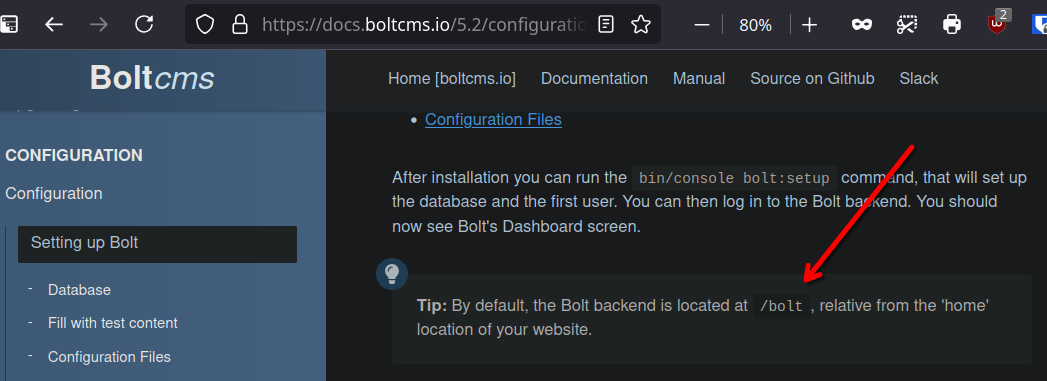 https://docs.boltcms.io/5.2/configuratio
80%
2
Boltcms
Home [boltcms.io] Documentation Manual Source on Github Slack
CONFIGURATION
Configuration
Setting up Bolt
- Database
- Fill with test content
- Configuration Files
• Configuration Files
After installation you can run the bin/console bolt:setup command, that will set up
the database and the first user. You can then log in to the Bolt backend. You should
now see Bolt's Dashboard screen.
Tip: By default, the Bolt backend is located at /bolt , relative from the 'home'
location of your website.